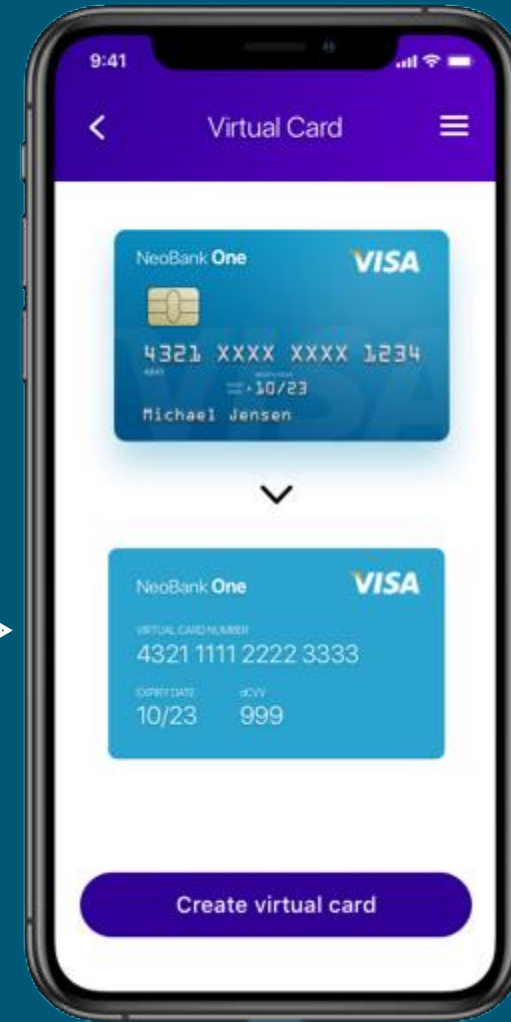 9:41
Virtual Card
NeoBank One
VISA
4321 XXXX XXXX 1234
10/23
Michael Jensen
NeoBank One
VISA
VIRTUAL CARD NUMBER
4321 1111 2222 3333
EXPIRY DATE dCVV
10/23 999
Create virtual card